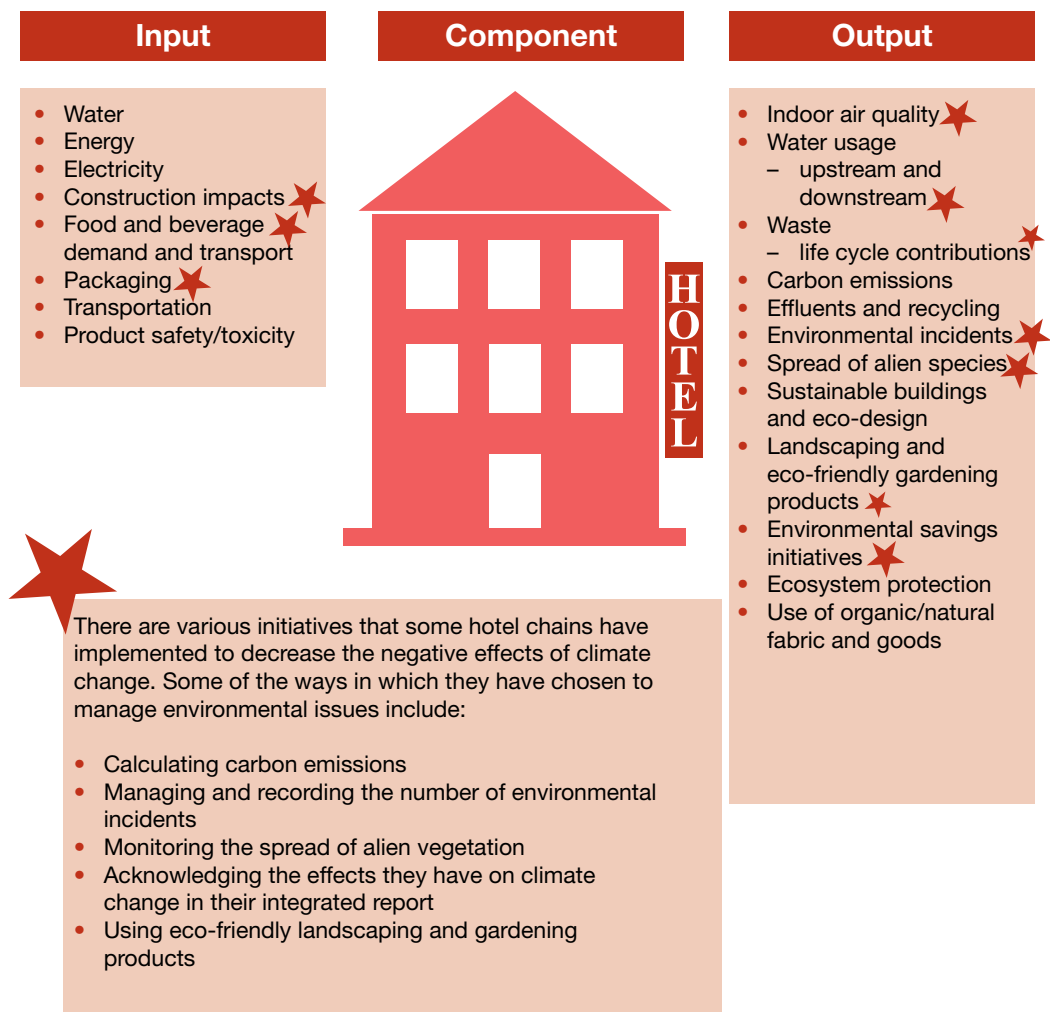 Input
Component
Output
• Water
• Energy
• Electricity
• Construction impacts
• Food and beverage
demand and transport
• Packaging
• Transportation
• Product safety/toxicity
HOTEL
• Indoor air quality
• Water usage
– upstream and
downstream
• Waste
– life cycle contributions
• Carbon emissions
• Effluents and recycling
• Environmental incidents
• Spread of alien species
• Sustainable buildings
and eco-design
• Landscaping and
eco-friendly gardening
products
• Environmental savings
initiatives
• Ecosystem protection
• Use of organic/natural
fabric and goods
There are various initiatives that some hotel chains have
implemented to decrease the negative effects of climate
change. Some of the ways in which they have chosen to
manage environmental issues include:
• Calculating carbon emissions
• Managing and recording the number of environmental
incidents
• Monitoring the spread of alien vegetation
• Acknowledging the effects they have on climate
change in their integrated report
• Using eco-friendly landscaping and gardening
products